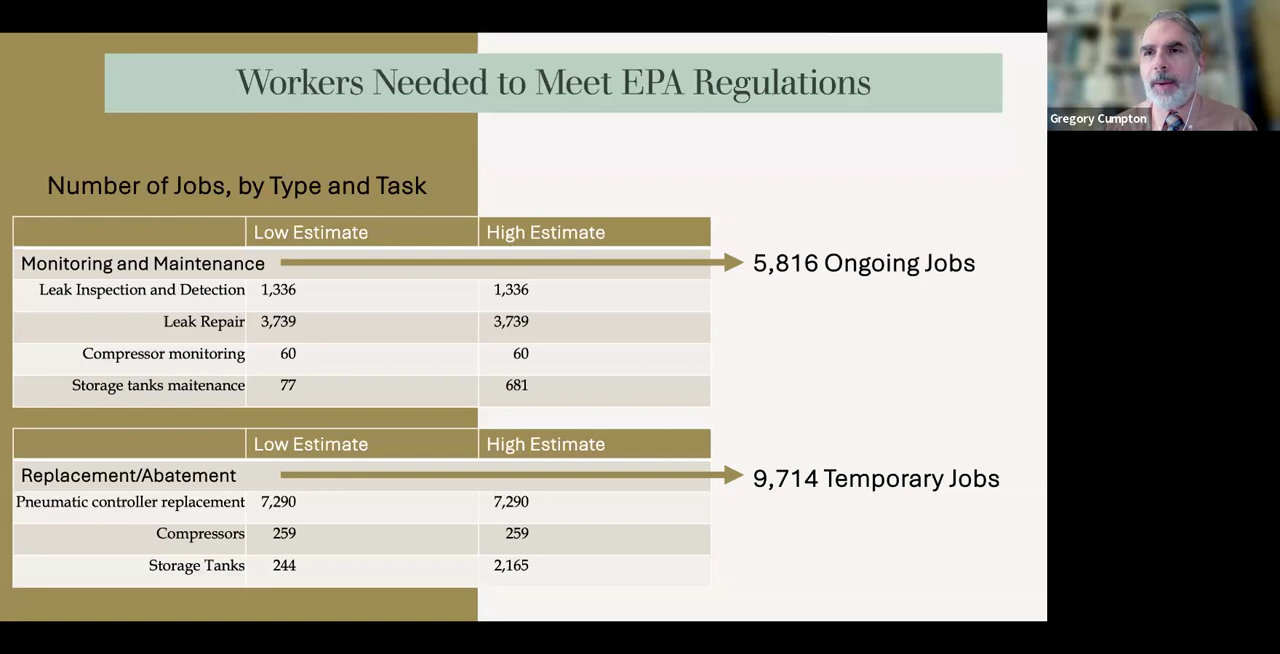 Workers Needed to Meet EPA Regulations
Gregory Cumpton
Number of Jobs, by Type and Task
Low Estimate High Estimate
Monitoring and Maintenance 5,816 Ongoing Jobs
Leak Inspection and Detection 1,336 1,336
Leak Repair 3,739 3,739
Compressor monitoring 60 60
Storage tanks maitenance 77 681
Low Estimate High Estimate
Replacement/Abatement 9,714 Temporary Jobs
Pneumatic controller replacement 7,290 7,290
Compressors 259 259
Storage Tanks 244 2,165